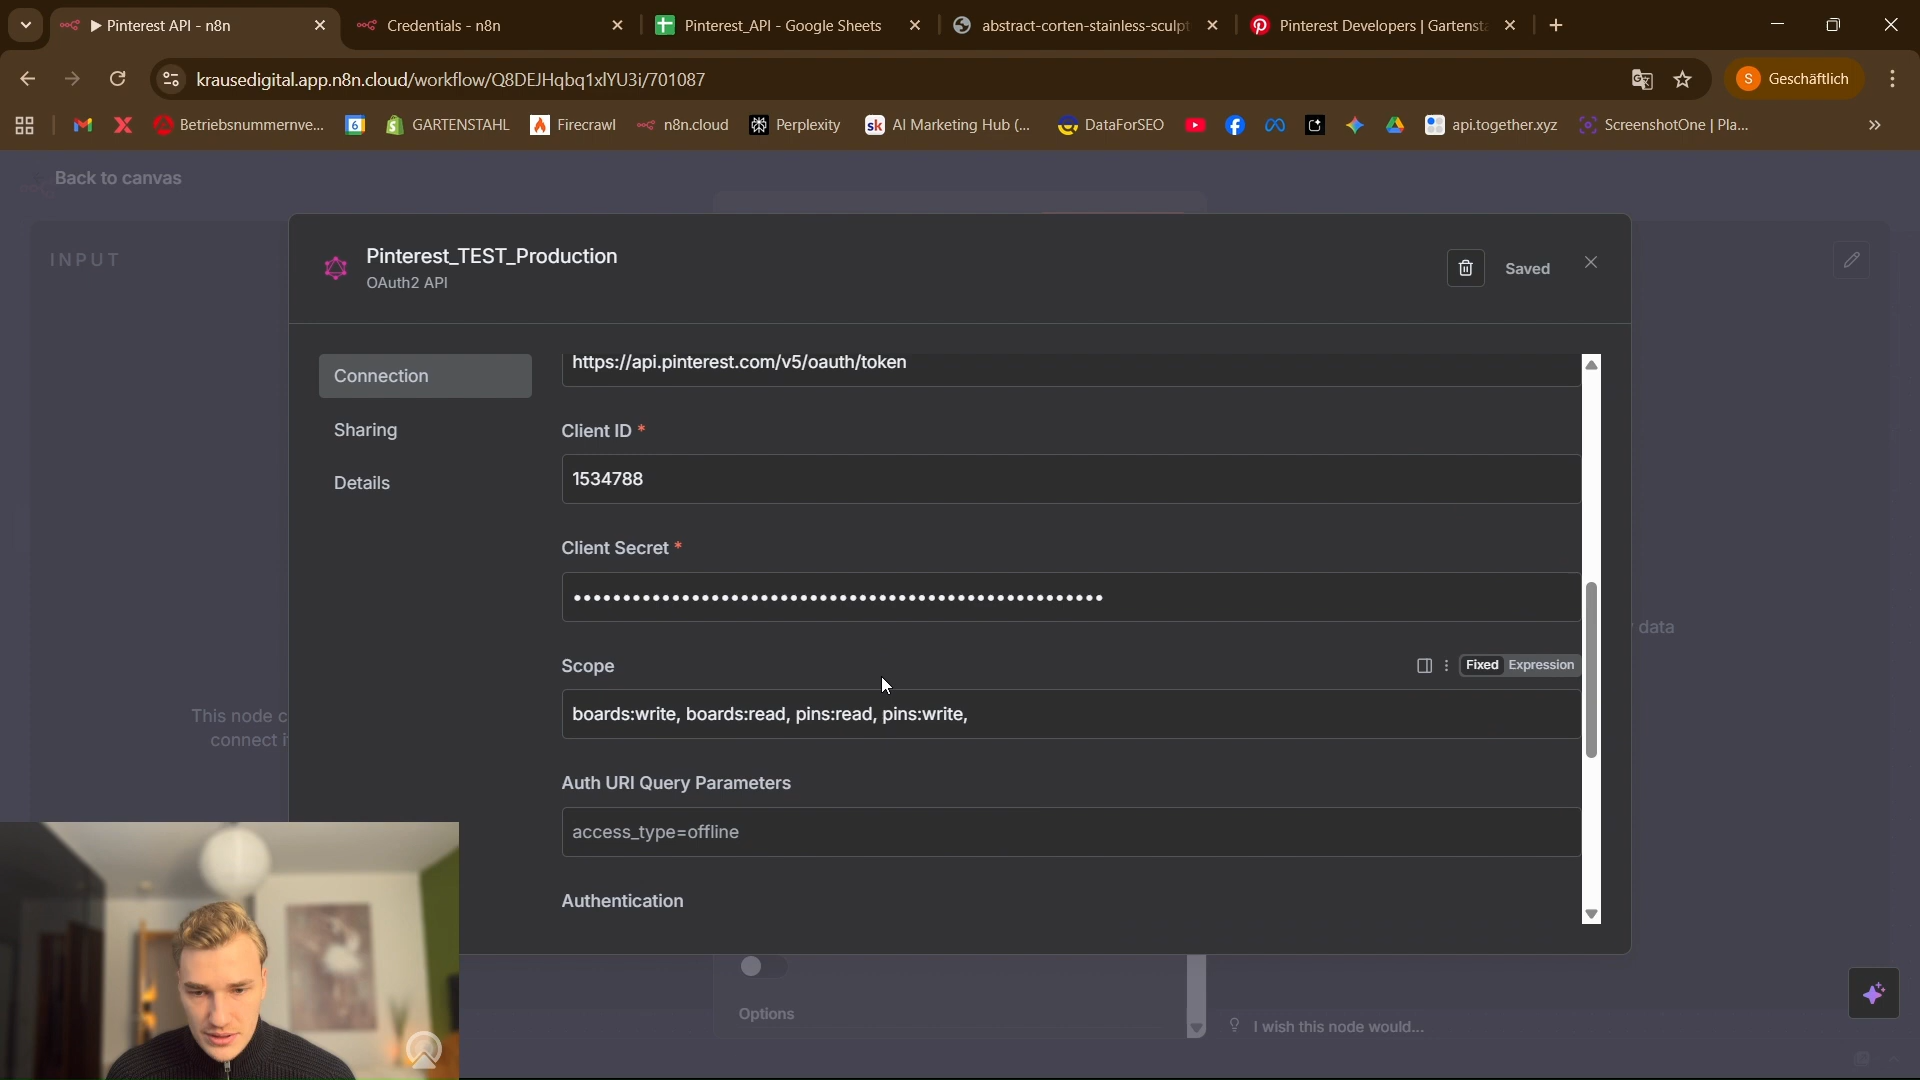 Pinterest API - n8n
Credentials - n8n
Pinterest_API - Google Sheets
abstract-corten-stainless-sculpt
Pinterest Developers | Gartensta
krausedigital.app.n8n.cloud/workflow/Q8DEJHqbq1xlYU3i/701087
S Geschäftlich
Betriebsnummernve...
6
GARTENSTAHL
Firecrawl
n8n.cloud
Perplexity
sk AI Marketing Hub (...
DataForSEO
api.together.xyz
ScreenshotOne | Pla...
Back to canvas
INPUT
Pinterest_TEST_Production
OAuth2 API
Saved
Connection
Sharing
Details
https://api.pinterest.com/v5/oauth/token
Client ID *
1534788
Client Secret *
Scope
Fixed Expression
boards:write, boards:read, pins:read, pins:write,
Auth URI Query Parameters
access_type=offline
Authentication
This node c
connect i
data
Options
I wish this node would...